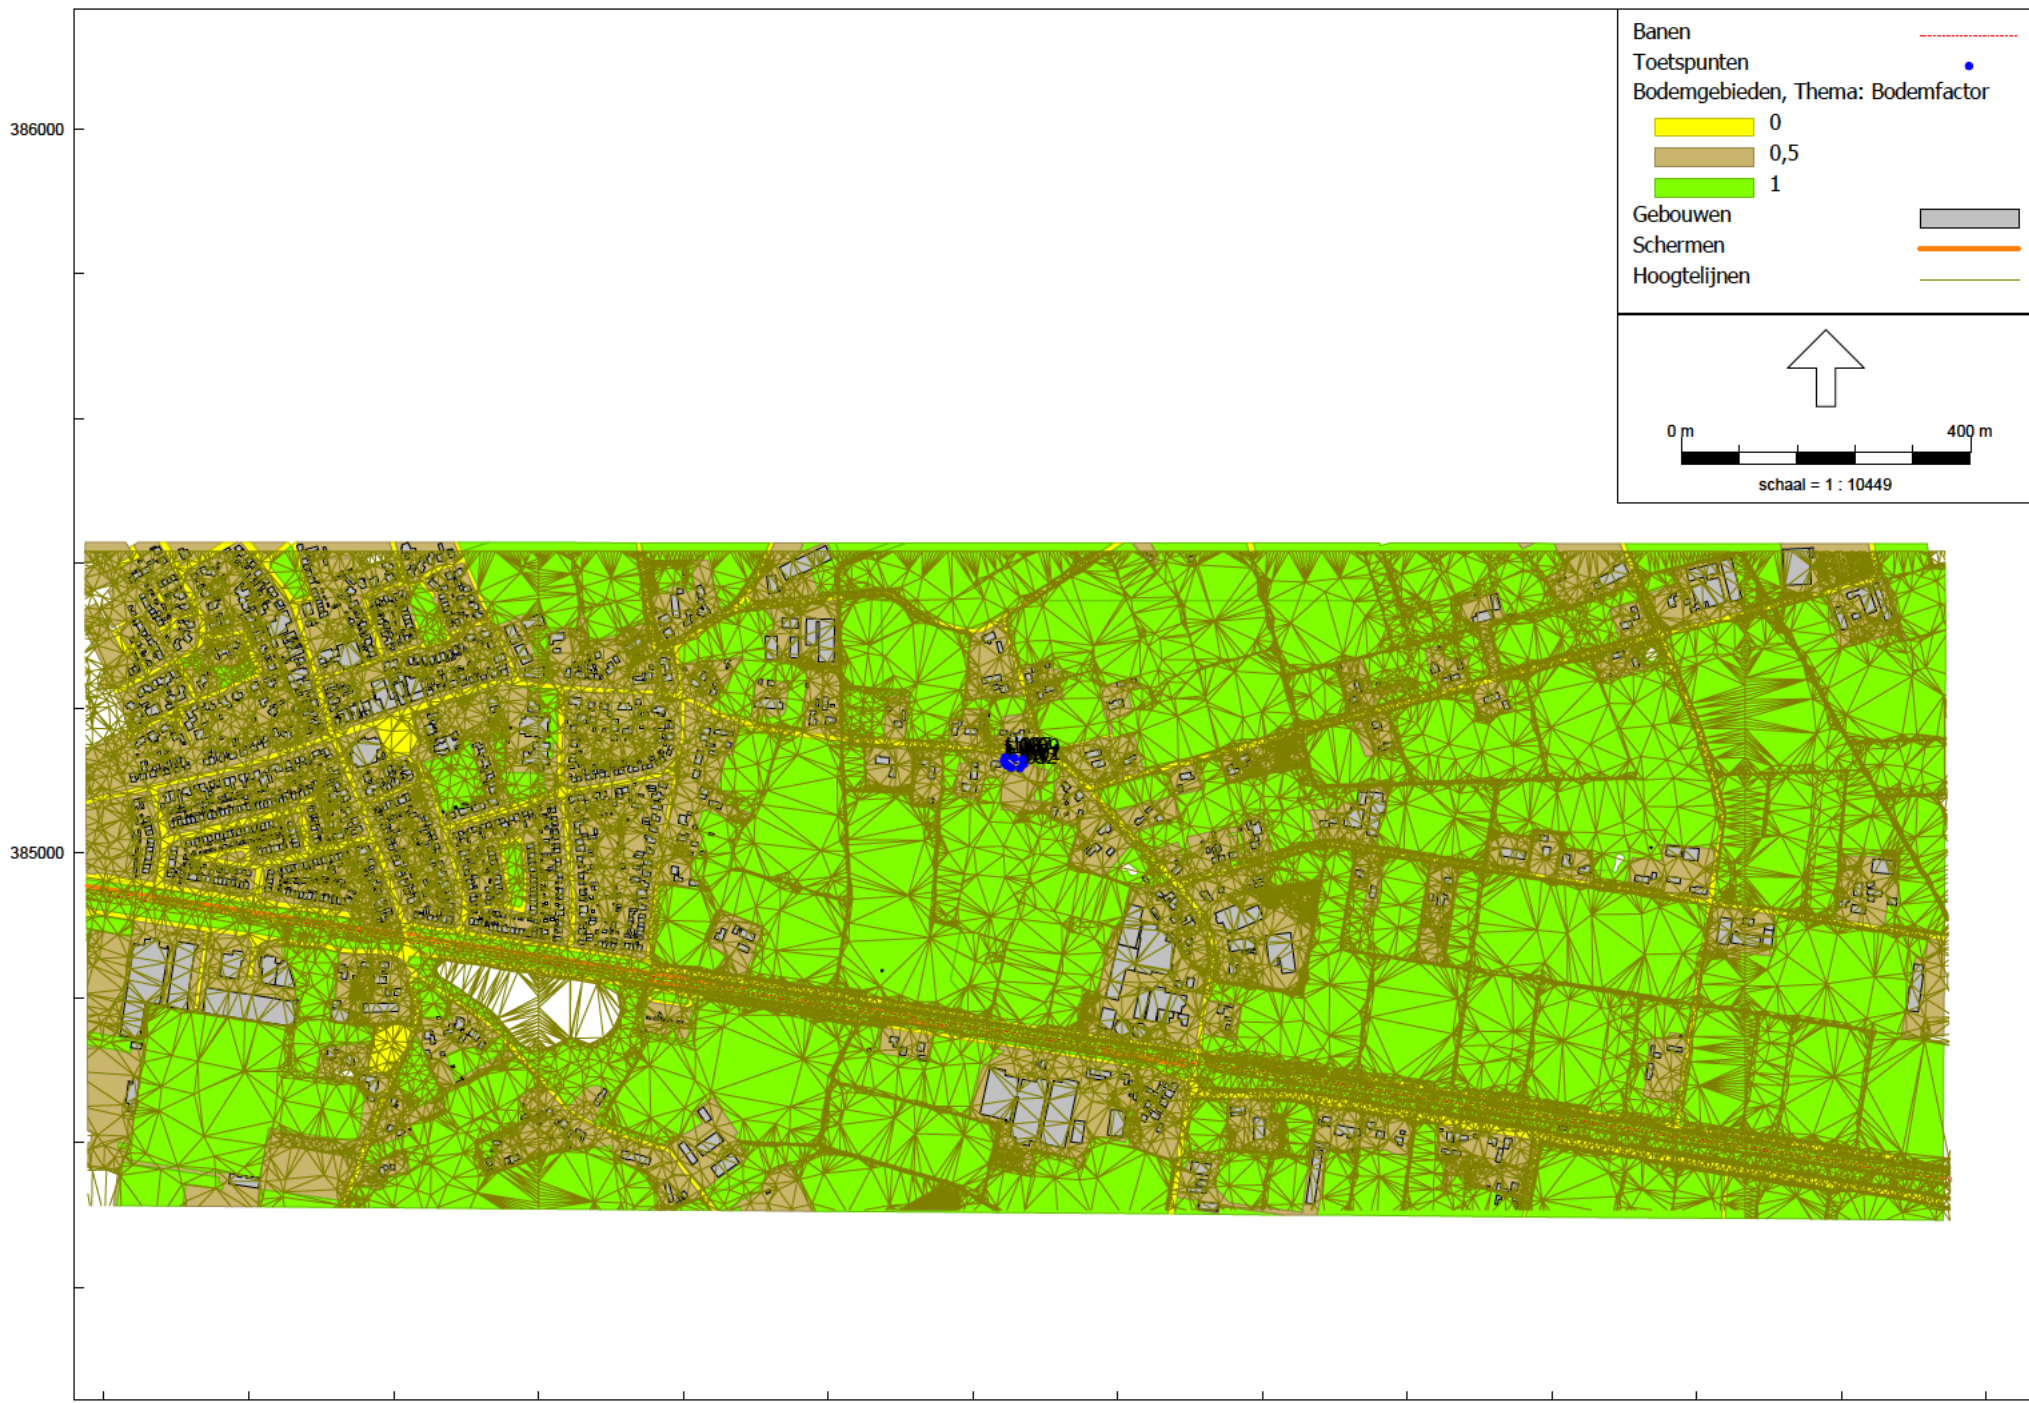 Banen
Toetspunten
Bodemgebieden, Thema: Bodemfactor
0
0,5
1
Gebouwen
Schermen
Hoogtelijnen
0 m 400 m
schaal = 1 : 10449
386000
385000